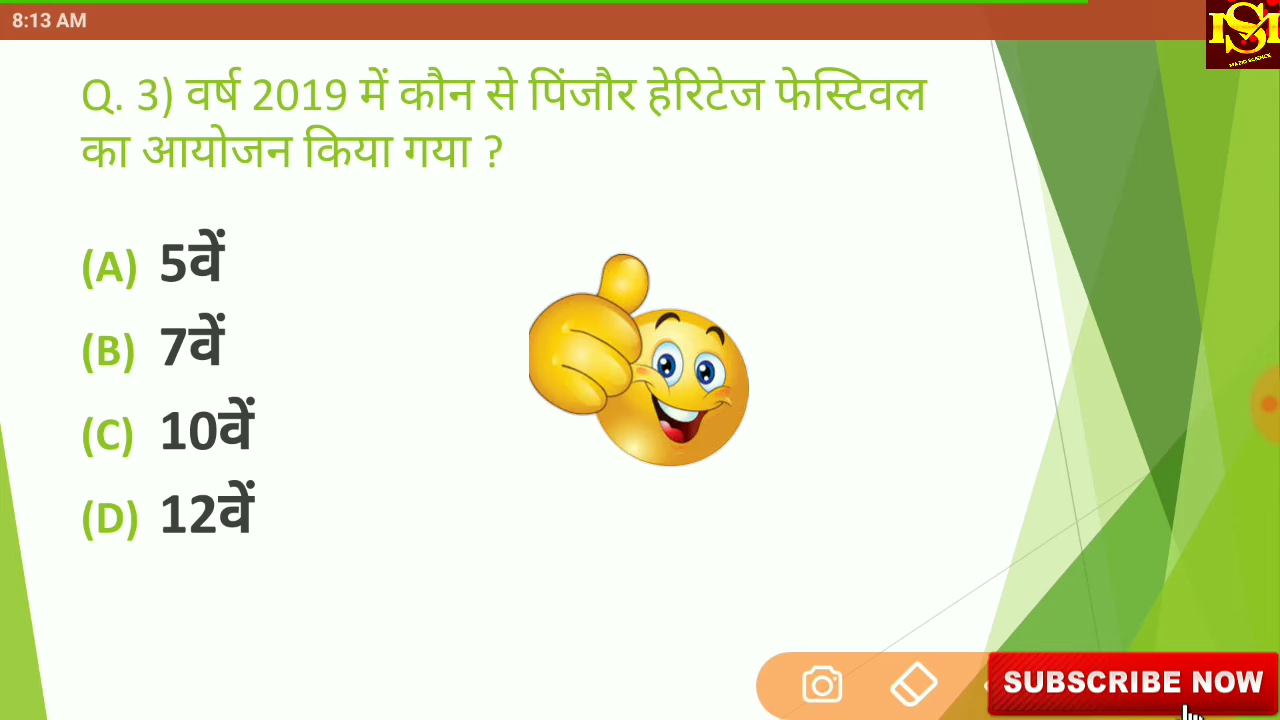 8:13 AM
Q. 3) वर्ष 2019 में कौन से पिंजौर हेरिटेज फेस्टिवल
का आयोजन किया गया ?
(A) 5वें
(B) 7वें
(C) 10वें
(D) 12वें
SUBSCRIBE NOW